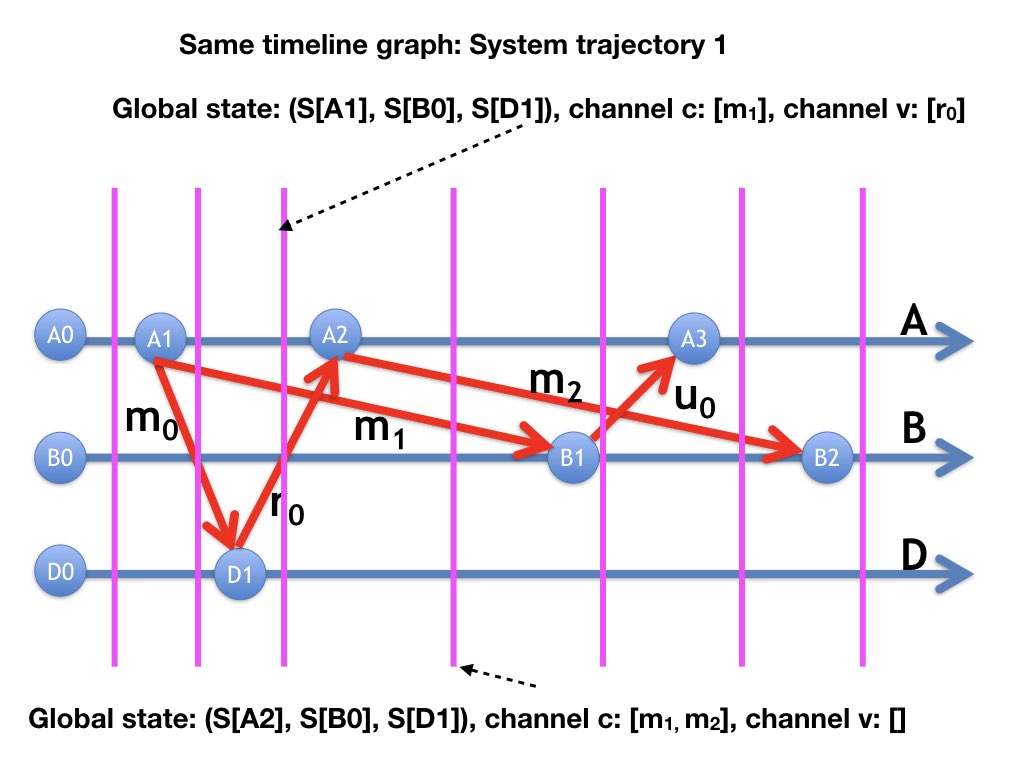 Same timeline graph: System trajectory 1
Global state: (S[A1], S[B0], S[D1]), channel c: [m₁], channel v: [r₀]
A
A0
A1
A2
A3
m₂
u₀
m₀
m₁
B
B0
B1
B2
r₀
D
D0
D1
Global state: (S[A2], S[B0], S[D1]), channel c: [m₁, m₂], channel v: []